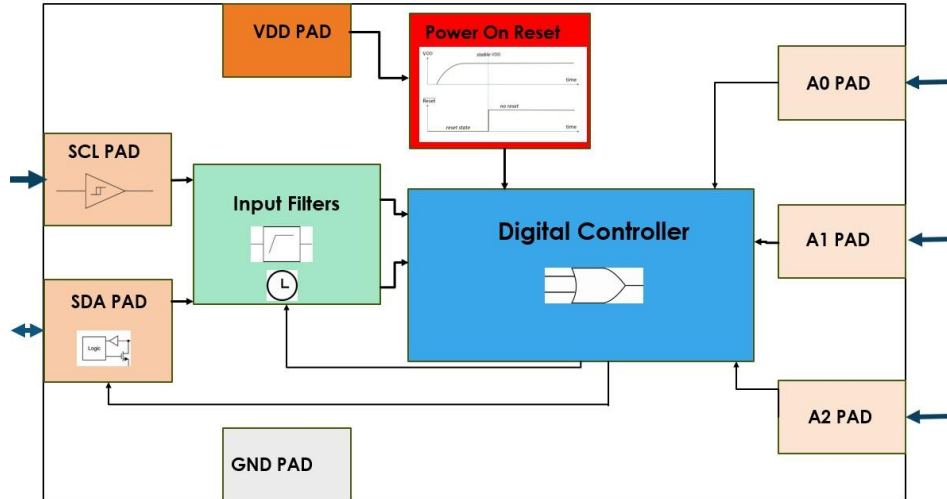 VDD PAD
Power On Reset
VDD
stable VDD
time
Reset
no reset
reset state
time
A0 PAD
SCL PAD
Input Filters
Digital Controller
A1 PAD
SDA PAD
Logic
A2 PAD
GND PAD